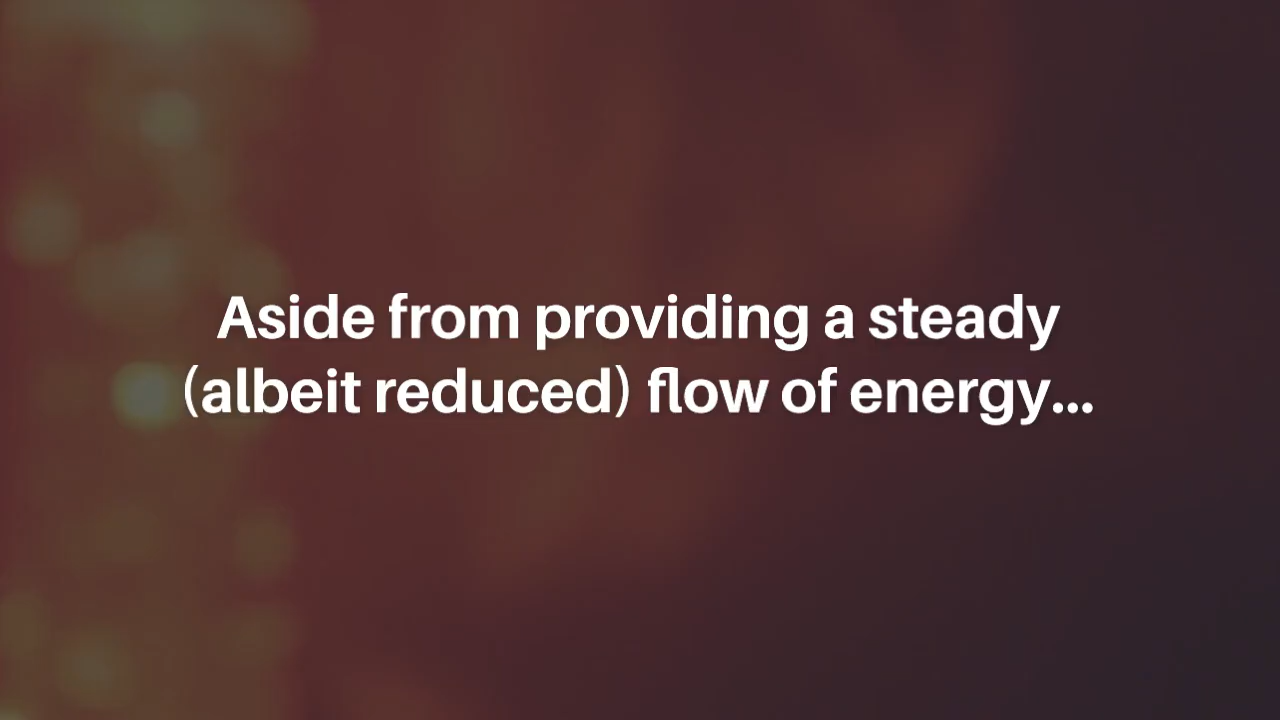 Aside from providing a steady
(albeit reduced) flow of energy...